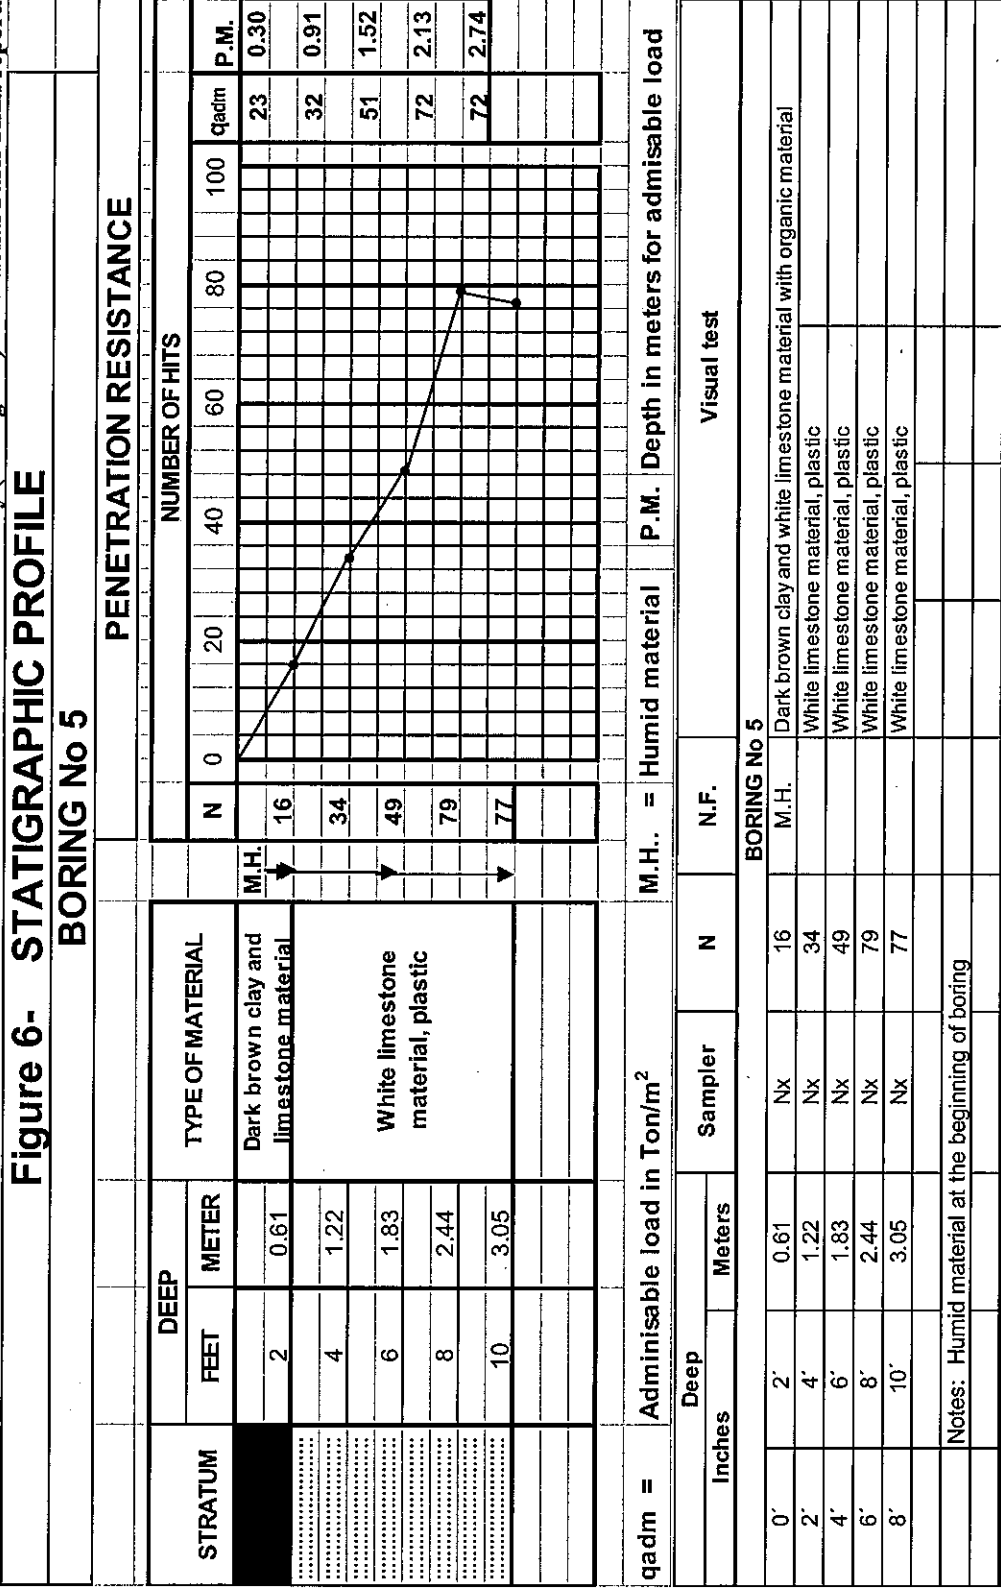 Figure 6- STATIGRAPHIC PROFILE
BORING No 5
PENETRATION RESISTANCE
DEEP NUMBER OF HITS
STRATUM FEET METER TYPE OF MATERIAL N 0 20 40 60 80 100 qadm P.M.
2 0.61 Dark brown clay and limestone material M.H. 16 23 0.30
4 1.22 34 32 0.91
6 1.83 White limestone material, plastic 49 51 1.52
8 2.44 79 72 2.13
10 3.05 77 72 2.74
qadm = Adminisable load in Ton/m² M.H.. = Humid material P.M. Depth in meters for admisable load
Deep Sampler N N.F. Visual test
Inches Meters
BORING No 5
0´ 2´ 0.61 Nx 16 M.H. Dark brown clay and white limestone material with organic material
2´ 4´ 1.22 Nx 34 White limestone material, plastic
4´ 6´ 1.83 Nx 49 White limestone material, plastic
6´ 8´ 2.44 Nx 79 White limestone material, plastic
8´ 10´ 3.05 Nx 77 White limestone material, plastic
Notes: Humid material at the beginning of boring